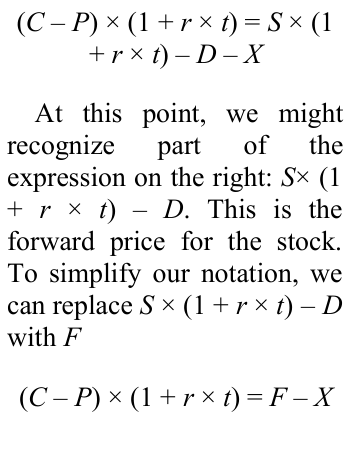 (C – P) × (1 + r × t) = S × (1
+ r × t) – D – X
At this point, we might
recognize part of the
expression on the right: S× (1
+ r × t) – D. This is the
forward price for the stock.
To simplify our notation, we
can replace S × (1 + r × t) – D
with F
(C – P) × (1 + r × t) = F – X